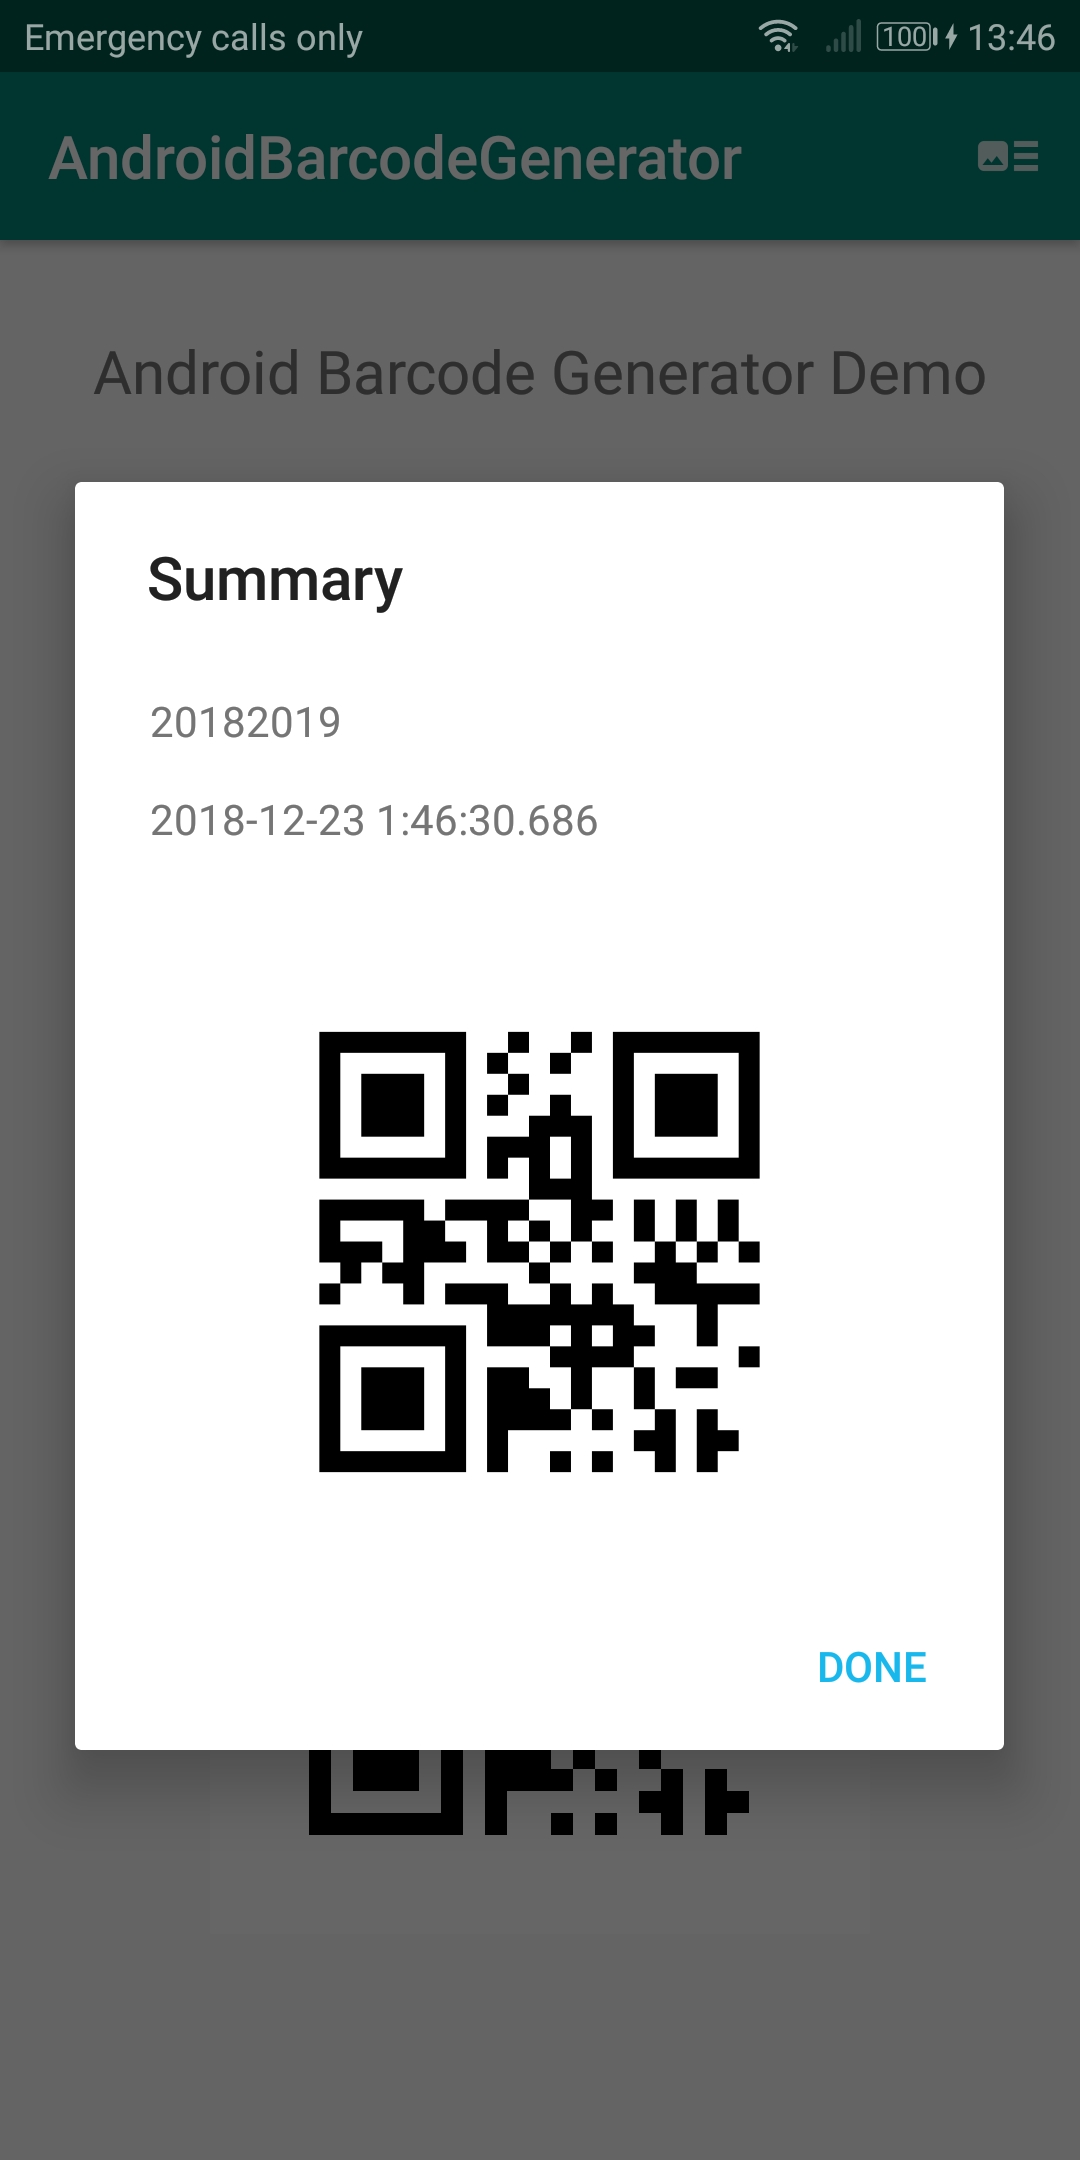 Emergency calls only 100 13:46
AndroidBarcodeGenerator
Android Barcode Generator Demo
Summary
20182019
2018-12-23 1:46:30.686
DONE